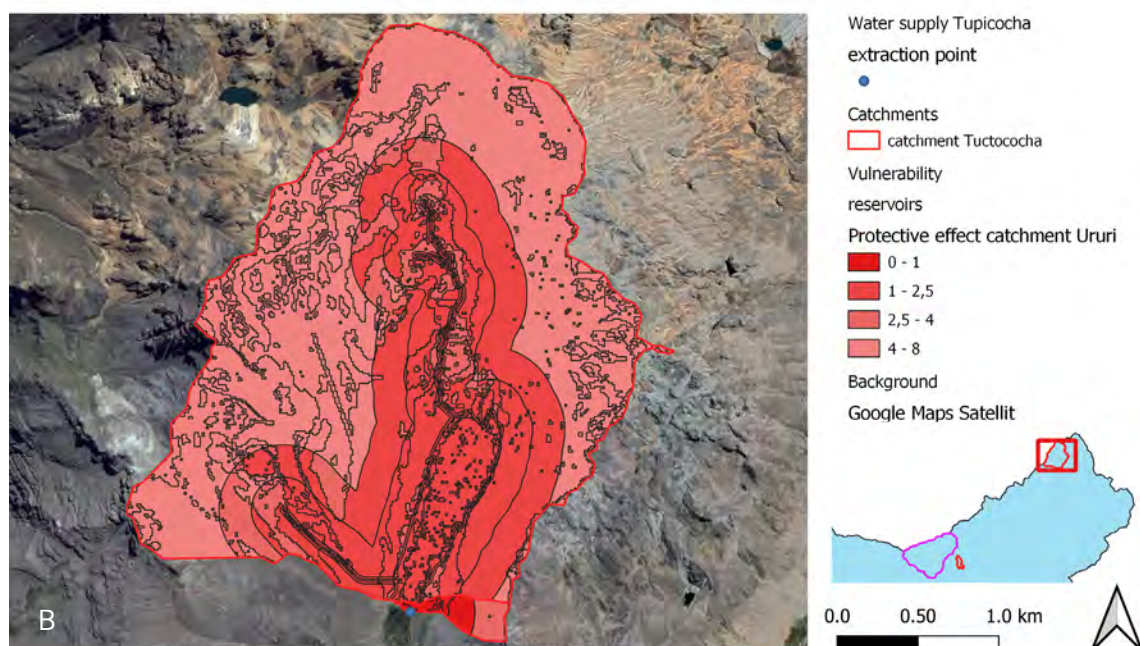 B
Water supply Tupicocha
extraction point
Catchments
catchment Tuctococha
Vulnerability
reservoirs
Protective effect catchment Ururi
0 - 1
1 - 2,5
2,5 - 4
4 - 8
Background
Google Maps Satellit
0.0 0.50 1.0 km